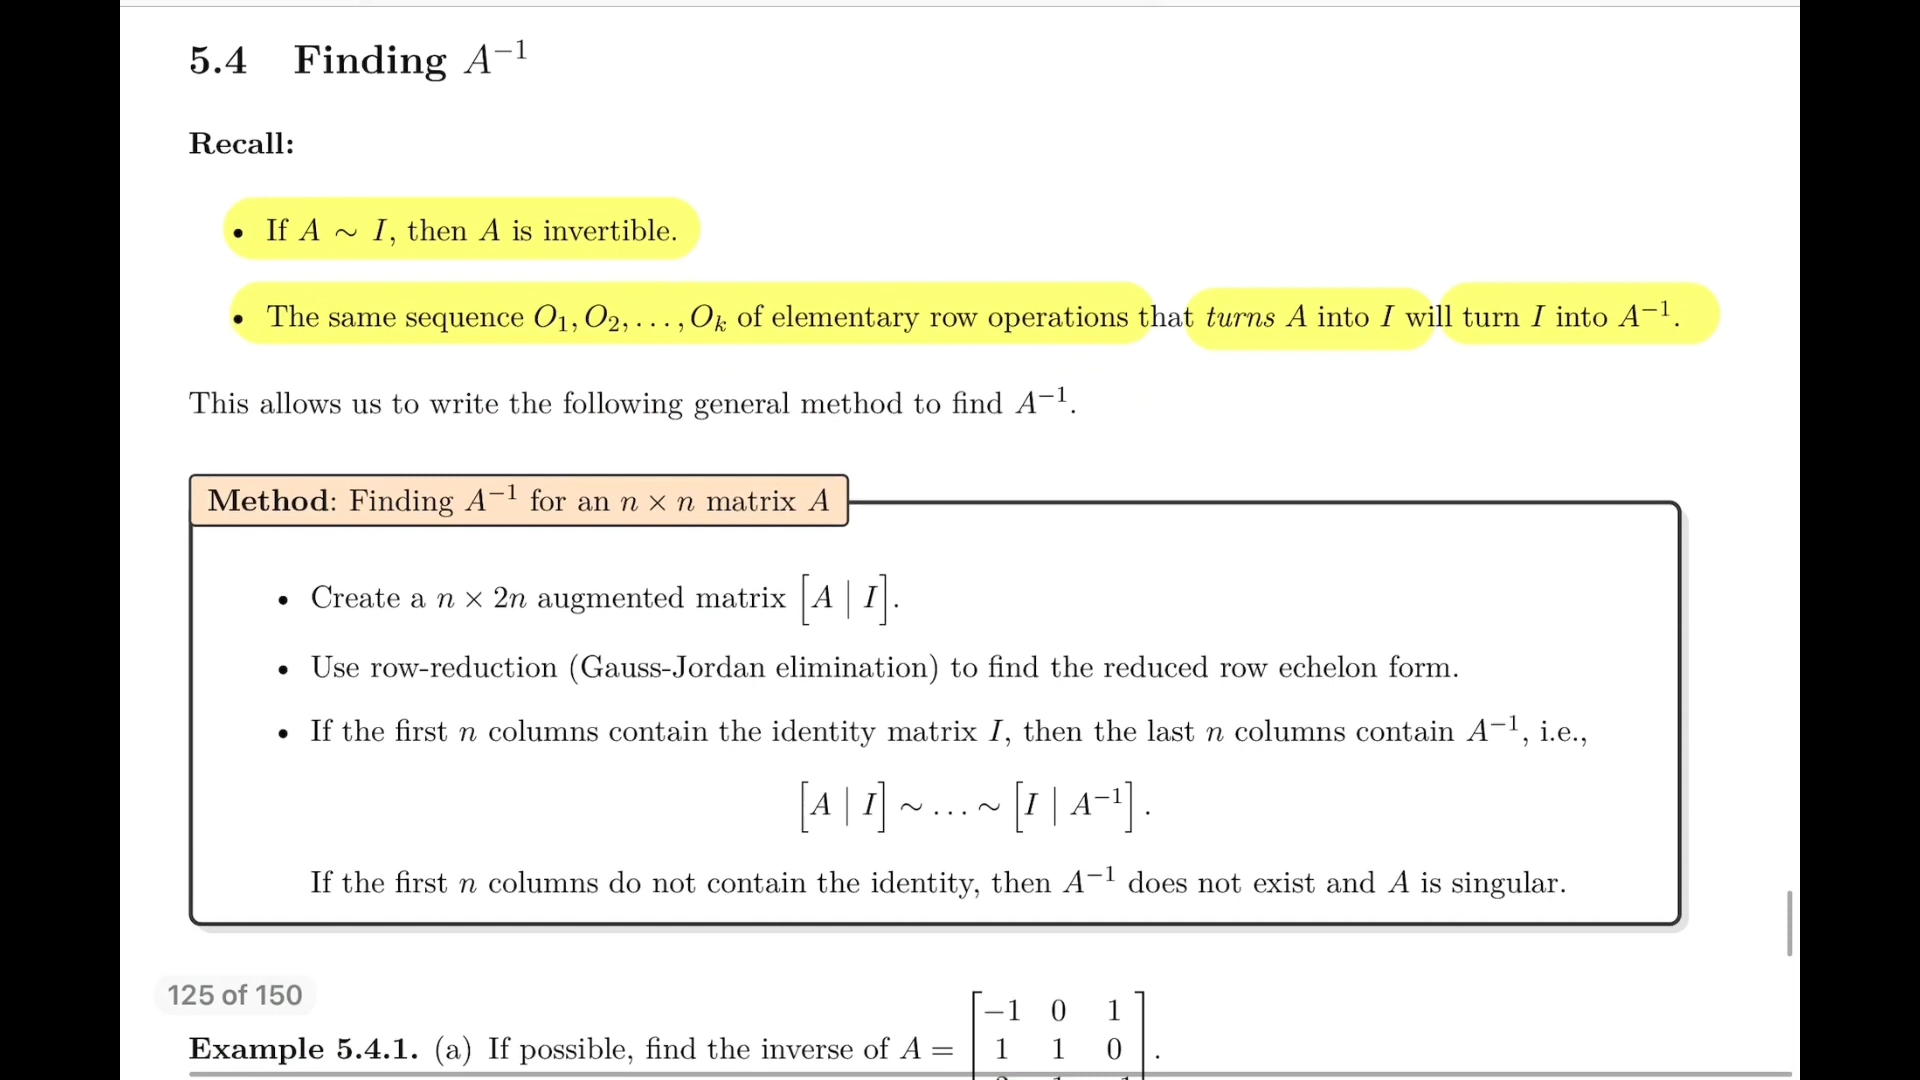 5.4 Finding A⁻¹
Recall:
• If A ∼ I, then A is invertible.
• The same sequence O₁, O₂, . . . , Oₖ of elementary row operations that turns A into I will turn I into A⁻¹.
This allows us to write the following general method to find A⁻¹.
Method: Finding A⁻¹ for an n × n matrix A
• Create a n × 2n augmented matrix [A | I].
• Use row-reduction (Gauss-Jordan elimination) to find the reduced row echelon form.
• If the first n columns contain the identity matrix I, then the last n columns contain A⁻¹, i.e.,
[A | I] ∼ . . . ∼ [I | A⁻¹] .
If the first n columns do not contain the identity, then A⁻¹ does not exist and A is singular.
125 of 150
−1 0 1
Example 5.4.1. (a) If possible, find the inverse of A = 1 1 0 .